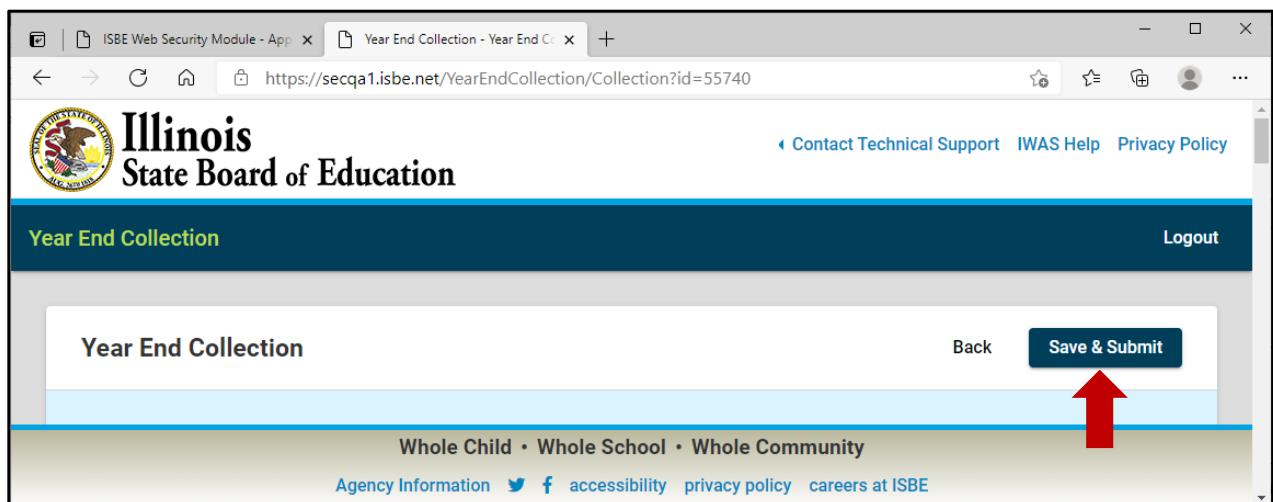 ISBE Web Security Module - App
Year End Collection - Year End Co
https://secqa1.isbe.net/YearEndCollection/Collection?id=55740
Illinois
State Board of Education
Contact Technical Support IWAS Help Privacy Policy
Year End Collection
Logout
Year End Collection
Back
Save & Submit
Whole Child • Whole School • Whole Community
Agency Information accessibility privacy policy careers at ISBE